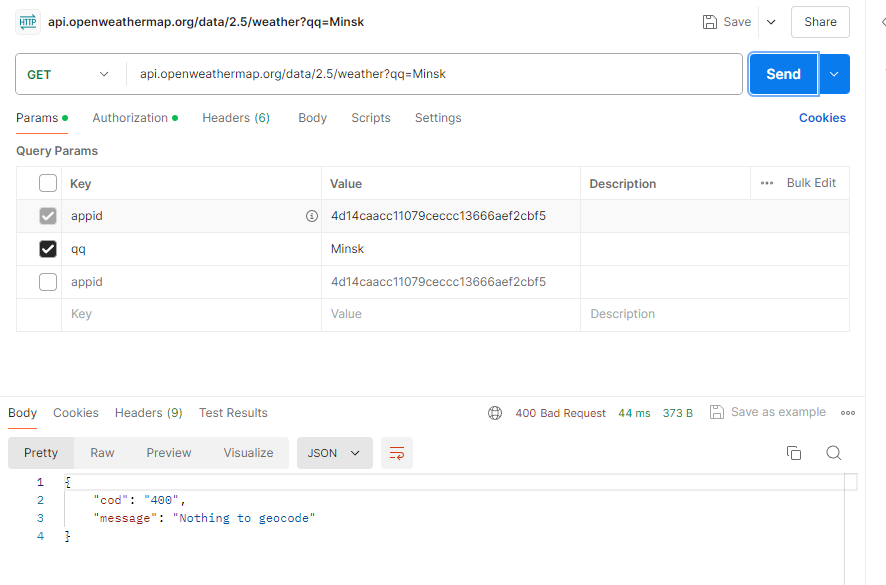 HTTP api.openweathermap.org/data/2.5/weather?qq=Minsk Save Share
GET api.openweathermap.org/data/2.5/weather?qq=Minsk Send
Params Authorization Headers (6) Body Scripts Settings Cookies
Query Params
Key Value Description Bulk Edit
appid 4d14caacc11079ceccc13666aef2cbf5
qq Minsk
appid 4d14caacc11079ceccc13666aef2cbf5
Key Value Description
Body Cookies Headers (9) Test Results 400 Bad Request 44 ms 373 B Save as example
Pretty Raw Preview Visualize JSON
1 {
2 "cod": "400",
3 "message": "Nothing to geocode"
4 }